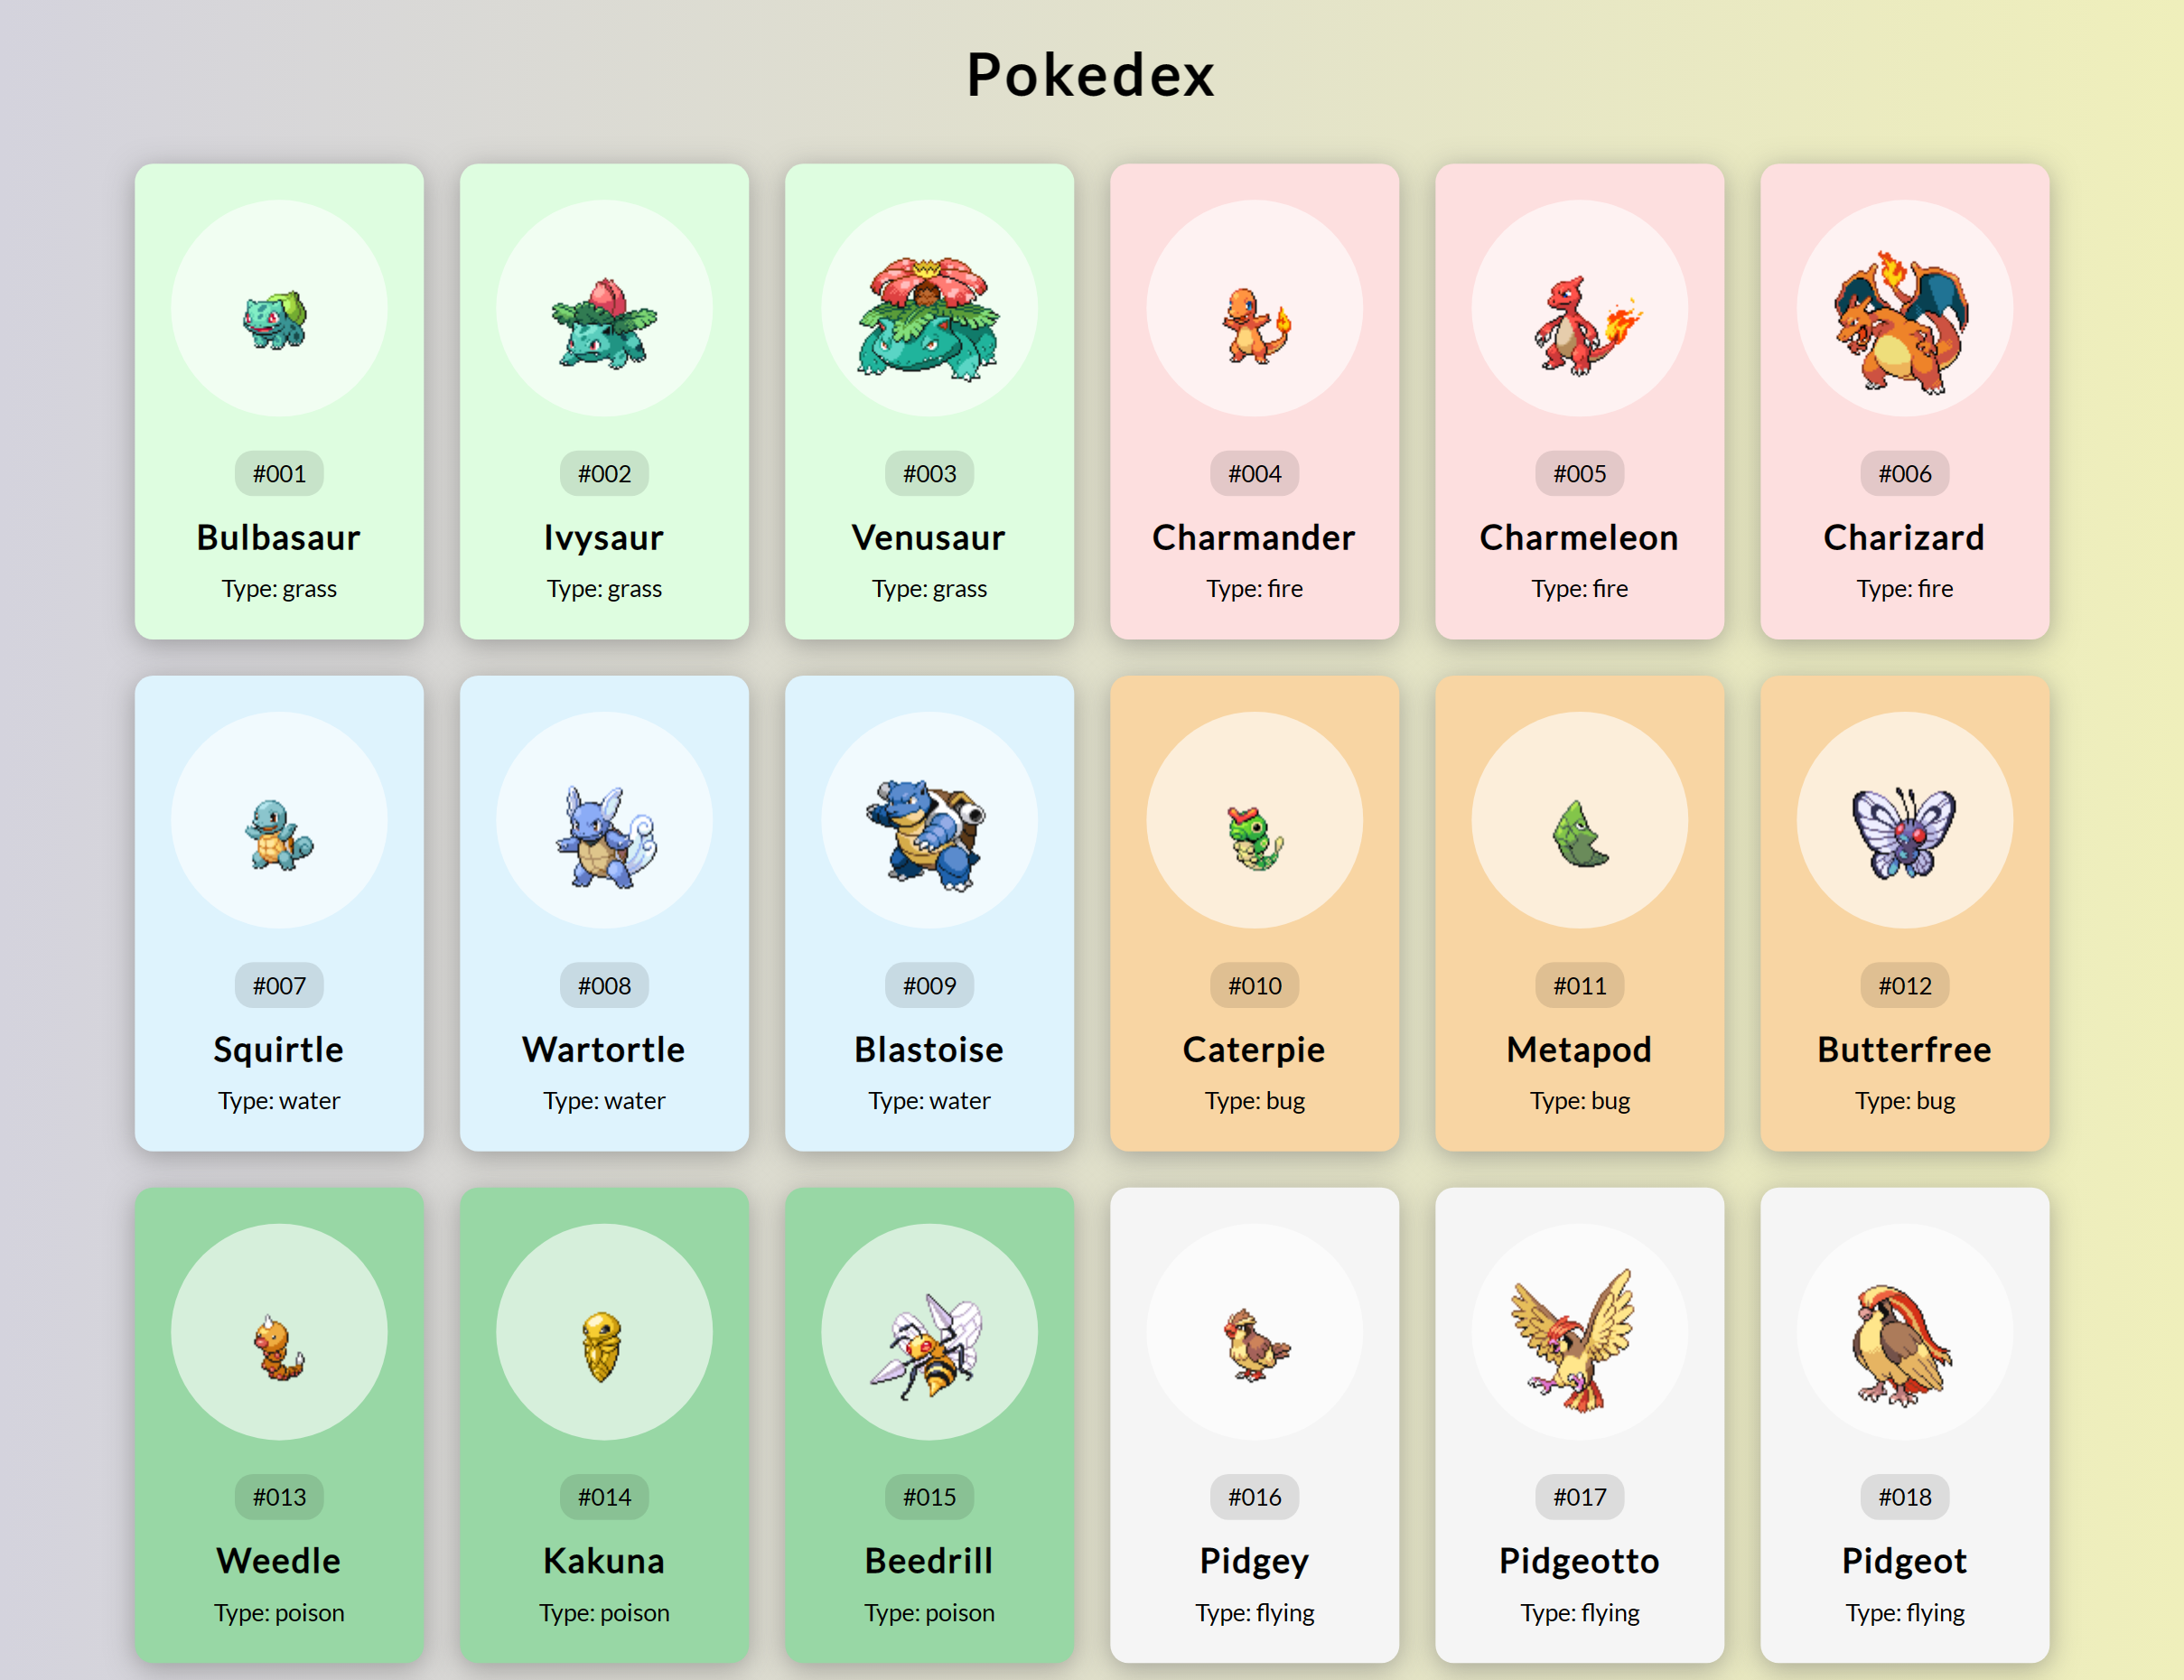 Pokedex
#001
Bulbasaur
Type: grass
#002
Ivysaur
Type: grass
#003
Venusaur
Type: grass
#004
Charmander
Type: fire
#005
Charmeleon
Type: fire
#006
Charizard
Type: fire
#007
Squirtle
Type: water
#008
Wartortle
Type: water
#009
Blastoise
Type: water
#010
Caterpie
Type: bug
#011
Metapod
Type: bug
#012
Butterfree
Type: bug
#013
Weedle
Type: poison
#014
Kakuna
Type: poison
#015
Beedrill
Type: poison
#016
Pidgey
Type: flying
#017
Pidgeotto
Type: flying
#018
Pidgeot
Type: flying